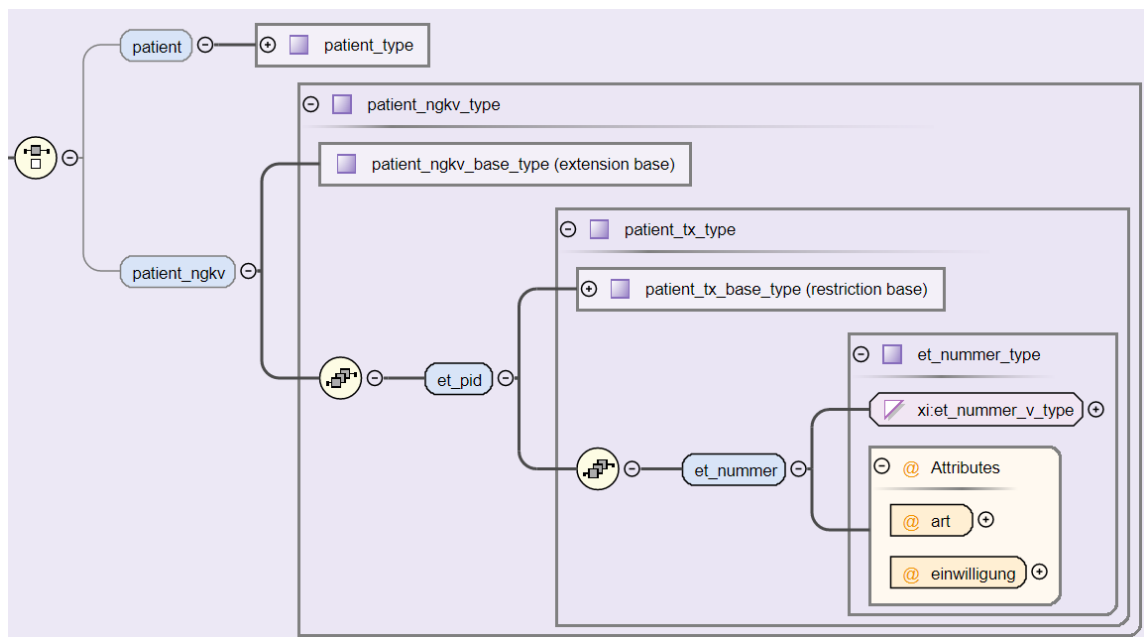 patient
patient_type
patient_ngkv_type
patient_ngkv_base_type (extension base)
patient_tx_type
patient_ngkv
patient_tx_base_type (restriction base)
et_nummer_type
et_pid
xi:et_nummer_v_type
et_nummer
@ Attributes
@ art
@ einwilligung